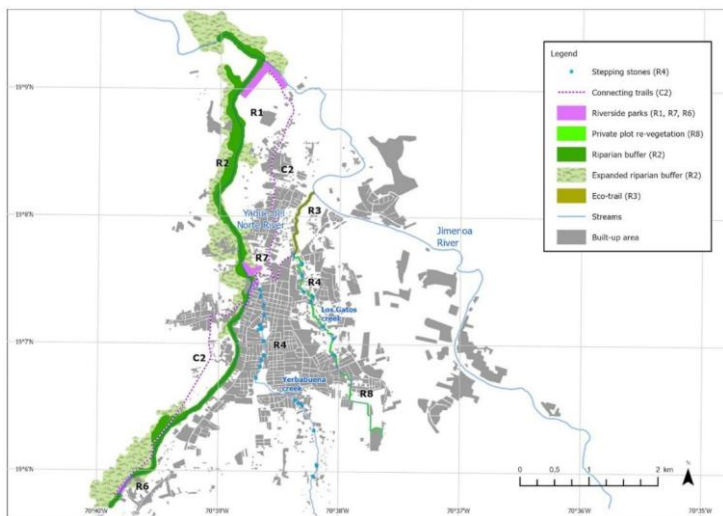 Legend
Stepping stones (R4)
Connecting trails (C2)
Riverside parks (R1, R7, R6)
Private plot re-vegetation (R8)
Riparian buffer (R2)
Expanded riparian buffer (R2)
Eco-trail (R3)
Streams
Built-up area
19°9'N
R1
R2
C2
19°8'N
R3
Norte River
Jimenoa
River
R7
R4
Los Gatos
creek
19°7'N
C2
R4
Yerbabuena
creek
R8
19°6'N
R6
0 0.5 1 2 km
70°40'W
70°39'W
70°38'W
70°37'W
70°36'W
70°35'W